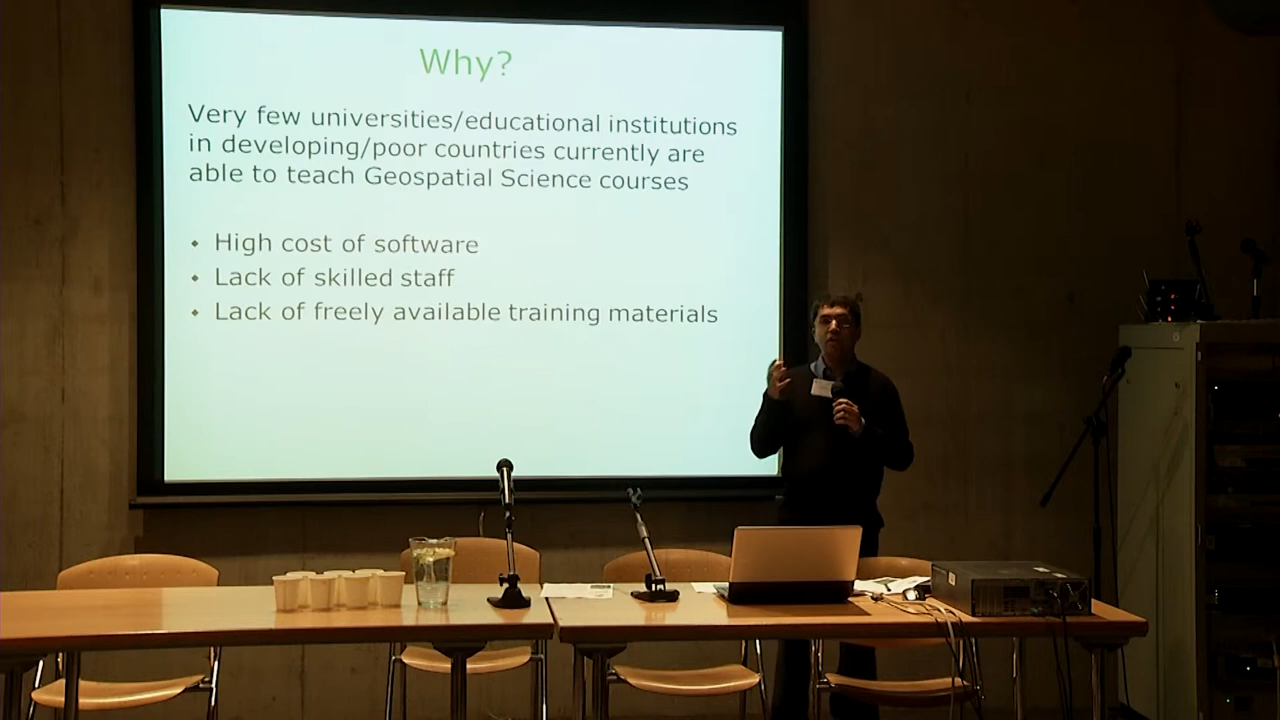 Why?
Very few universities/educational institutions
in developing/poor countries currently are
able to teach Geospatial Science courses
• High cost of software
• Lack of skilled staff
• Lack of freely available training materials